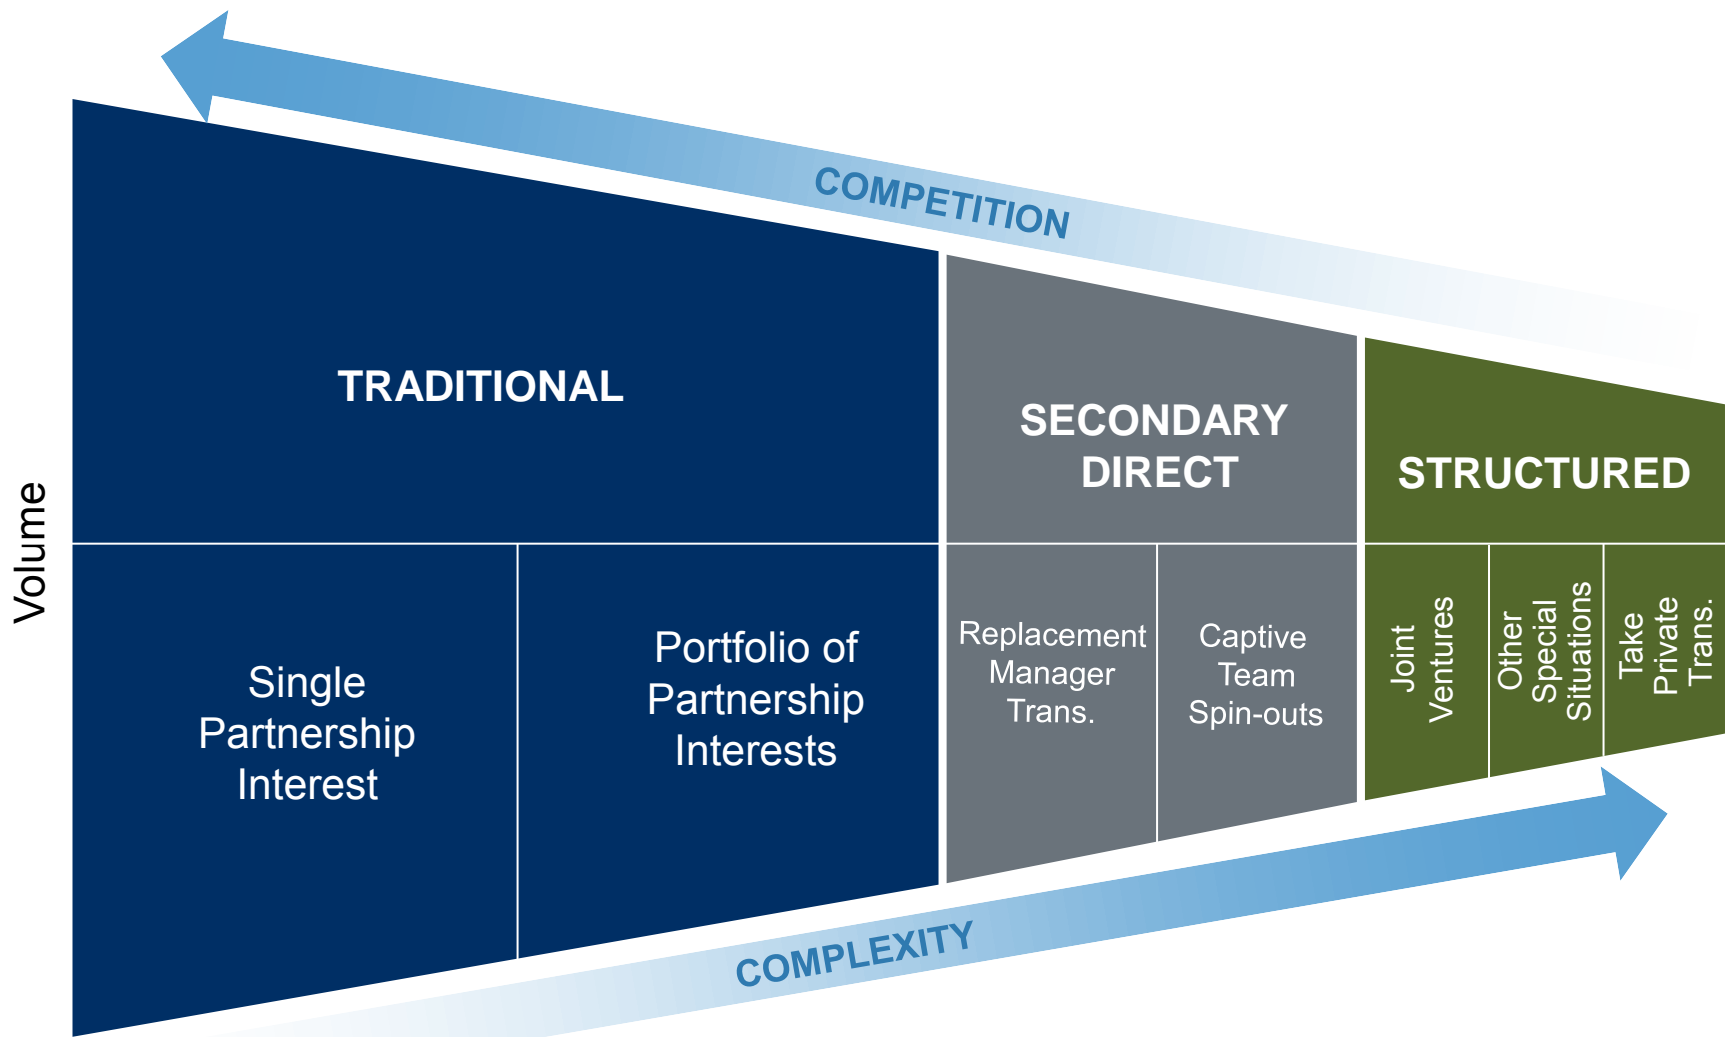 COMPETITION
TRADITIONAL
SECONDARY
DIRECT
STRUCTURED
Volume
Single
Partnership
Interest
Portfolio of
Partnership
Interests
Replacement
Manager
Trans.
Captive
Team
Spin-outs
Joint
Ventures
Other
Special
Situations
Take
Private
Trans.
COMPLEXITY